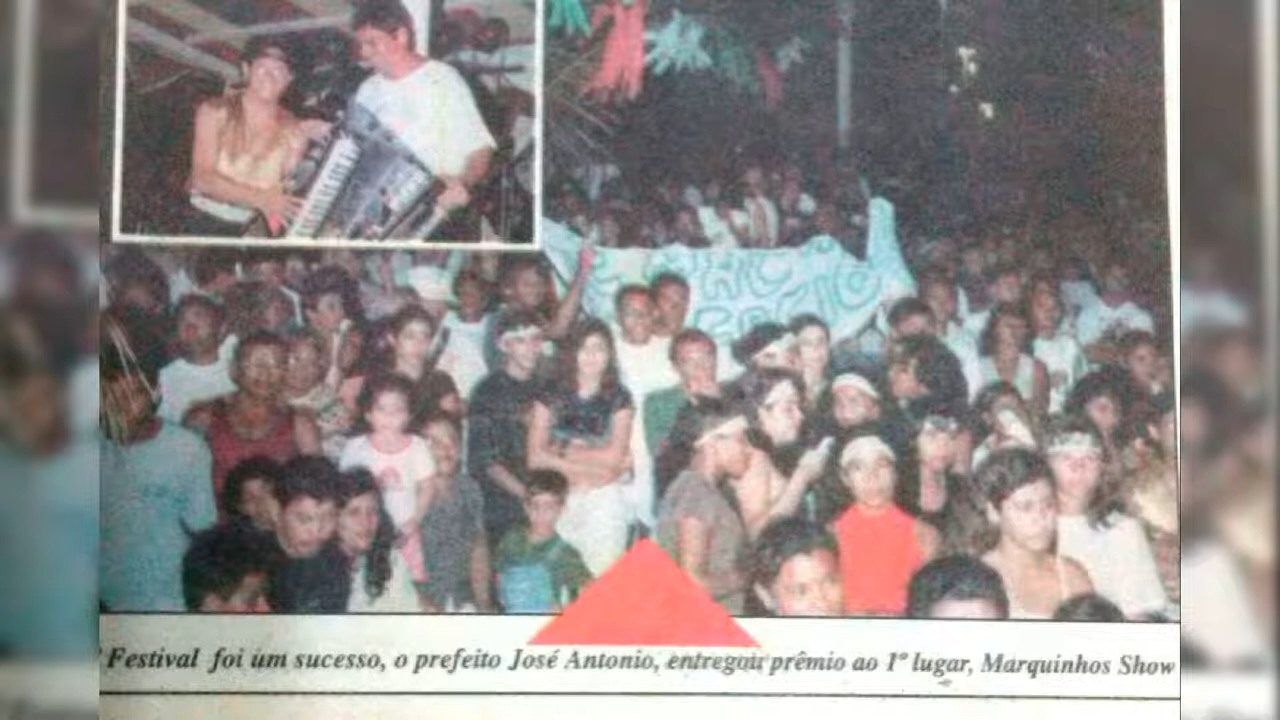 Festival foi um sucesso, o prefeito José Antonio, entregou prêmio ao 1º lugar, Marquinhos Show